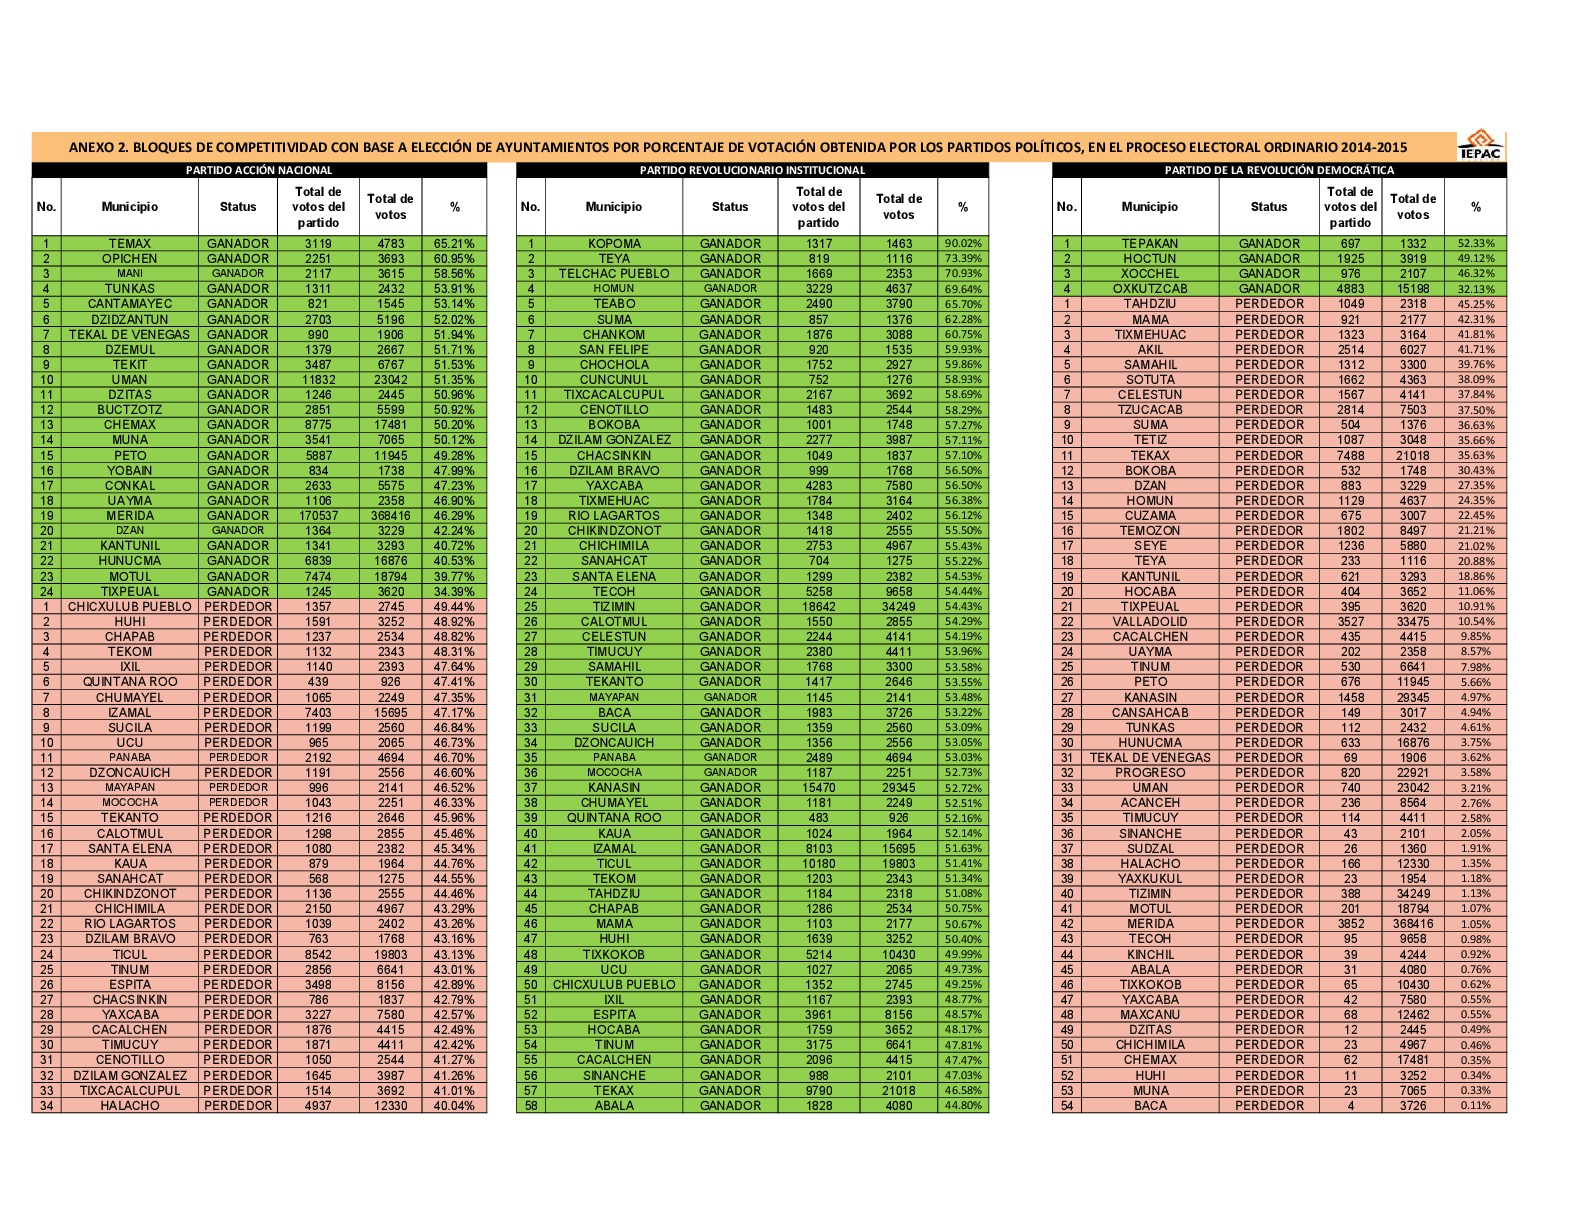 ANEXO 2. BLOQUES DE COMPETITIVIDAD CON BASE A ELECCIÓN DE AYUNTAMIENTOS POR PORCENTAJE DE VOTACIÓN OBTENIDA POR LOS PARTIDOS POLÍTICOS, EN EL PROCESO ELECTORAL ORDINARIO 2014-2015
IEPAC
PARTIDO ACCIÓN NACIONAL
No. Municipio Status Total de votos del partido Total de votos %
1 TEMAX GANADOR 3119 4783 65.21%
2 OPICHEN GANADOR 2251 3693 60.95%
3 MANI GANADOR 2117 3615 58.56%
4 TUNKAS GANADOR 1311 2432 53.91%
5 CANTAMAYEC GANADOR 821 1545 53.14%
6 DZIDZANTUN GANADOR 2703 5196 52.02%
7 TEKAL DE VENEGAS GANADOR 990 1906 51.94%
8 DZEMUL GANADOR 1379 2667 51.71%
9 TEKIT GANADOR 3487 6767 51.53%
10 UMAN GANADOR 11832 23042 51.35%
11 DZITAS GANADOR 1246 2445 50.96%
12 BUCTZOTZ GANADOR 2851 5599 50.92%
13 CHEMAX GANADOR 8775 17481 50.20%
14 MUNA GANADOR 3541 7065 50.12%
15 PETO GANADOR 5887 11945 49.28%
16 YOBAIN GANADOR 834 1738 47.99%
17 CONKAL GANADOR 2633 5575 47.23%
18 UAYMA GANADOR 1106 2358 46.90%
19 MERIDA GANADOR 170537 368416 46.29%
20 DZAN GANADOR 1364 3229 42.24%
21 KANTUNIL GANADOR 1341 3293 40.72%
22 HUNUCMA GANADOR 6839 16876 40.53%
23 MOTUL GANADOR 7474 18794 39.77%
24 TIXPEUAL GANADOR 1245 3620 34.39%
1 CHICXULUB PUEBLO PERDEDOR 1357 2745 49.44%
2 HUHI PERDEDOR 1591 3252 48.92%
3 CHAPAB PERDEDOR 1237 2534 48.82%
4 TEKOM PERDEDOR 1132 2343 48.31%
5 IXIL PERDEDOR 1140 2393 47.64%
6 QUINTANA ROO PERDEDOR 439 926 47.41%
7 CHUMAYEL PERDEDOR 1065 2249 47.35%
8 IZAMAL PERDEDOR 7403 15695 47.17%
9 SUCILA PERDEDOR 1199 2560 46.84%
10 UCU PERDEDOR 965 2065 46.73%
11 PANABA PERDEDOR 2192 4694 46.70%
12 DZONCAUICH PERDEDOR 1191 2556 46.60%
13 MAYAPAN PERDEDOR 996 2141 46.52%
14 MOCOCHA PERDEDOR 1043 2251 46.33%
15 TEKANTO PERDEDOR 1216 2646 45.96%
16 CALOTMUL PERDEDOR 1298 2855 45.46%
17 SANTA ELENA PERDEDOR 1080 2382 45.34%
18 KAUA PERDEDOR 879 1964 44.76%
19 SANAHCAT PERDEDOR 568 1275 44.55%
20 CHIKINDZONOT PERDEDOR 1136 2555 44.46%
21 CHICHIMILA PERDEDOR 2150 4967 43.29%
22 RIO LAGARTOS PERDEDOR 1039 2402 43.26%
23 DZILAM BRAVO PERDEDOR 763 1768 43.16%
24 TICUL PERDEDOR 8542 19803 43.13%
25 TINUM PERDEDOR 2856 6641 43.01%
26 ESPITA PERDEDOR 3498 8156 42.89%
27 CHACSINKIN PERDEDOR 786 1837 42.79%
28 YAXCABA PERDEDOR 3227 7580 42.57%
29 CACALCHEN PERDEDOR 1876 4415 42.49%
30 TIMUCUY PERDEDOR 1871 4411 42.42%
31 CENOTILLO PERDEDOR 1050 2544 41.27%
32 DZILAM GONZALEZ PERDEDOR 1645 3987 41.26%
33 TIXCACALCUPUL PERDEDOR 1514 3692 41.01%
34 HALACHO PERDEDOR 4937 12330 40.04%
PARTIDO REVOLUCIONARIO INSTITUCIONAL
No. Municipio Status Total de votos del partido Total de votos %
1 KOPOMA GANADOR 1317 1463 90.02%
2 TEYA GANADOR 819 1116 73.39%
3 TELCHAC PUEBLO GANADOR 1669 2353 70.93%
4 HOMUN GANADOR 3229 4637 69.64%
5 TEABO GANADOR 2490 3790 65.70%
6 SUMA GANADOR 857 1376 62.28%
7 CHANKOM GANADOR 1876 3088 60.75%
8 SAN FELIPE GANADOR 920 1535 59.93%
9 CHOCHOLA GANADOR 1752 2927 59.86%
10 CUNCUNUL GANADOR 752 1276 58.93%
11 TIXCACALCUPUL GANADOR 2167 3692 58.69%
12 CENOTILLO GANADOR 1483 2544 58.29%
13 BOKOBA GANADOR 1001 1748 57.27%
14 DZILAM GONZALEZ GANADOR 2277 3987 57.11%
15 CHACSINKIN GANADOR 1049 1837 57.10%
16 DZILAM BRAVO GANADOR 999 1768 56.50%
17 YAXCABA GANADOR 4283 7580 56.50%
18 TIXMEHUAC GANADOR 1784 3164 56.38%
19 RIO LAGARTOS GANADOR 1348 2402 56.12%
20 CHIKINDZONOT GANADOR 1418 2555 55.50%
21 CHICHIMILA GANADOR 2753 4967 55.43%
22 SANAHCAT GANADOR 704 1275 55.22%
23 SANTA ELENA GANADOR 1299 2382 54.53%
24 TECOH GANADOR 5258 9658 54.44%
25 TIZIMIN GANADOR 18642 34249 54.43%
26 CALOTMUL GANADOR 1550 2855 54.29%
27 CELESTUN GANADOR 2244 4141 54.19%
28 TIMUCUY GANADOR 2380 4411 53.96%
29 SAMAHIL GANADOR 1768 3300 53.58%
30 TEKANTO GANADOR 1417 2646 53.55%
31 MAYAPAN GANADOR 1145 2141 53.48%
32 BACA GANADOR 1983 3726 53.22%
33 SUCILA GANADOR 1359 2560 53.09%
34 DZONCAUICH GANADOR 1356 2556 53.05%
35 PANABA GANADOR 2489 4694 53.03%
36 MOCOCHA GANADOR 1187 2251 52.73%
37 KANASIN GANADOR 15470 29345 52.72%
38 CHUMAYEL GANADOR 1181 2249 52.51%
39 QUINTANA ROO GANADOR 483 926 52.16%
40 KAUA GANADOR 1024 1964 52.14%
41 IZAMAL GANADOR 8103 15695 51.63%
42 TICUL GANADOR 10180 19803 51.41%
43 TEKOM GANADOR 1203 2343 51.34%
44 TAHDZIU GANADOR 1184 2318 51.08%
45 CHAPAB GANADOR 1286 2534 50.75%
46 MAMA GANADOR 1103 2177 50.67%
47 HUHI GANADOR 1639 3252 50.40%
48 TIXKOKOB GANADOR 5214 10430 49.99%
49 UCU GANADOR 1027 2065 49.73%
50 CHICXULUB PUEBLO GANADOR 1352 2745 49.25%
51 IXIL GANADOR 1167 2393 48.77%
52 ESPITA GANADOR 3961 8156 48.57%
53 HOCABA GANADOR 1759 3652 48.17%
54 TINUM GANADOR 3175 6641 47.81%
55 CACALCHEN GANADOR 2096 4415 47.47%
56 SINANCHE GANADOR 988 2101 47.03%
57 TEKAX GANADOR 9790 21018 46.58%
58 ABALA GANADOR 1828 4080 44.80%
PARTIDO DE LA REVOLUCIÓN DEMOCRÁTICA
No. Municipio Status Total de votos del partido Total de votos %
1 TEPAKAN GANADOR 697 1332 52.33%
2 HOCTUN GANADOR 1925 3919 49.12%
3 XOCCHEL GANADOR 976 2107 46.32%
4 OXKUTZCAB GANADOR 4883 15198 32.13%
1 TAHDZIU PERDEDOR 1049 2318 45.25%
2 MAMA PERDEDOR 921 2177 42.31%
3 TIXMEHUAC PERDEDOR 1323 3164 41.81%
4 AKIL PERDEDOR 2514 6027 41.71%
5 SAMAHIL PERDEDOR 1312 3300 39.76%
6 SOTUTA PERDEDOR 1662 4363 38.09%
7 CELESTUN PERDEDOR 1567 4141 37.84%
8 TZUCACAB PERDEDOR 2814 7503 37.50%
9 SUMA PERDEDOR 504 1376 36.63%
10 TETIZ PERDEDOR 1087 3048 35.66%
11 TEKAX PERDEDOR 7488 21018 35.63%
12 BOKOBA PERDEDOR 532 1748 30.43%
13 DZAN PERDEDOR 883 3229 27.35%
14 HOMUN PERDEDOR 1129 4637 24.35%
15 CUZAMA PERDEDOR 675 3007 22.45%
16 TEMOZON PERDEDOR 1802 8497 21.21%
17 SEYE PERDEDOR 1236 5880 21.02%
18 TEYA PERDEDOR 233 1116 20.88%
19 KANTUNIL PERDEDOR 621 3293 18.86%
20 HOCABA PERDEDOR 404 3652 11.06%
21 TIXPEUAL PERDEDOR 395 3620 10.91%
22 VALLADOLID PERDEDOR 3527 33475 10.54%
23 CACALCHEN PERDEDOR 435 4415 9.85%
24 UAYMA PERDEDOR 202 2358 8.57%
25 TINUM PERDEDOR 530 6641 7.98%
26 PETO PERDEDOR 676 11945 5.66%
27 KANASIN PERDEDOR 1458 29345 4.97%
28 CANSAHCAB PERDEDOR 149 3017 4.94%
29 TUNKAS PERDEDOR 112 2432 4.61%
30 HUNUCMA PERDEDOR 633 16876 3.75%
31 TEKAL DE VENEGAS PERDEDOR 69 1906 3.62%
32 PROGRESO PERDEDOR 820 22921 3.58%
33 UMAN PERDEDOR 740 23042 3.21%
34 ACANCEH PERDEDOR 236 8564 2.76%
35 TIMUCUY PERDEDOR 114 4411 2.58%
36 SINANCHE PERDEDOR 43 2101 2.05%
37 SUDZAL PERDEDOR 26 1360 1.91%
38 HALACHO PERDEDOR 166 12330 1.35%
39 YAXKUKUL PERDEDOR 23 1954 1.18%
40 TIZIMIN PERDEDOR 388 34249 1.13%
41 MOTUL PERDEDOR 201 18794 1.07%
42 MERIDA PERDEDOR 3852 368416 1.05%
43 TECOH PERDEDOR 95 9658 0.98%
44 KINCHIL PERDEDOR 39 4244 0.92%
45 ABALA PERDEDOR 31 4080 0.76%
46 TIXKOKOB PERDEDOR 65 10430 0.62%
47 YAXCABA PERDEDOR 42 7580 0.55%
48 MAXCANU PERDEDOR 68 12462 0.55%
49 DZITAS PERDEDOR 12 2445 0.49%
50 CHICHIMILA PERDEDOR 23 4967 0.46%
51 CHEMAX PERDEDOR 62 17481 0.35%
52 HUHI PERDEDOR 11 3252 0.34%
53 MUNA PERDEDOR 23 7065 0.33%
54 BACA PERDEDOR 4 3726 0.11%